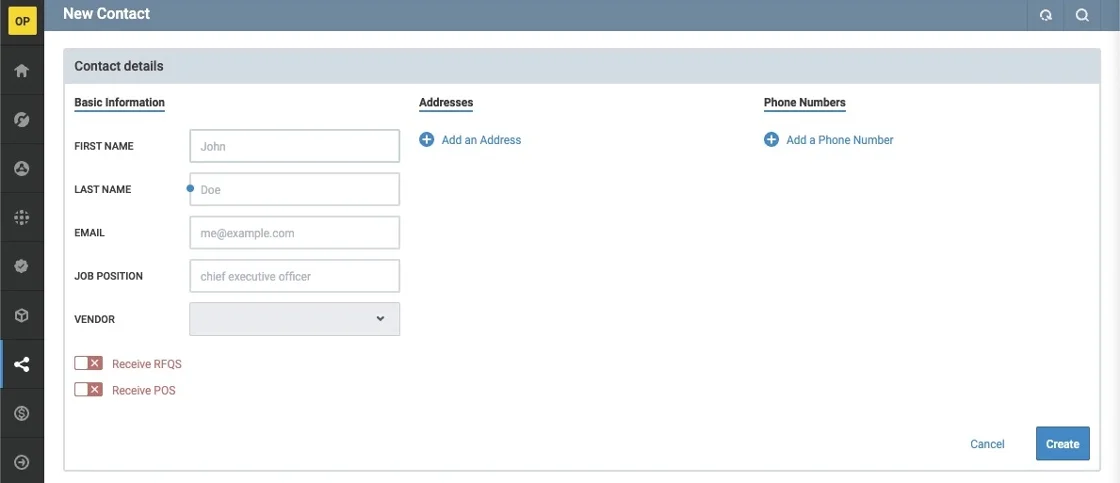 OP
New Contact
Contact details
Basic Information
Addresses
Phone Numbers
FIRST NAME
John
Add an Address
Add a Phone Number
LAST NAME
Doe
EMAIL
me@example.com
JOB POSITION
chief executive officer
VENDOR
Receive RFQS
Receive POS
Cancel
Create